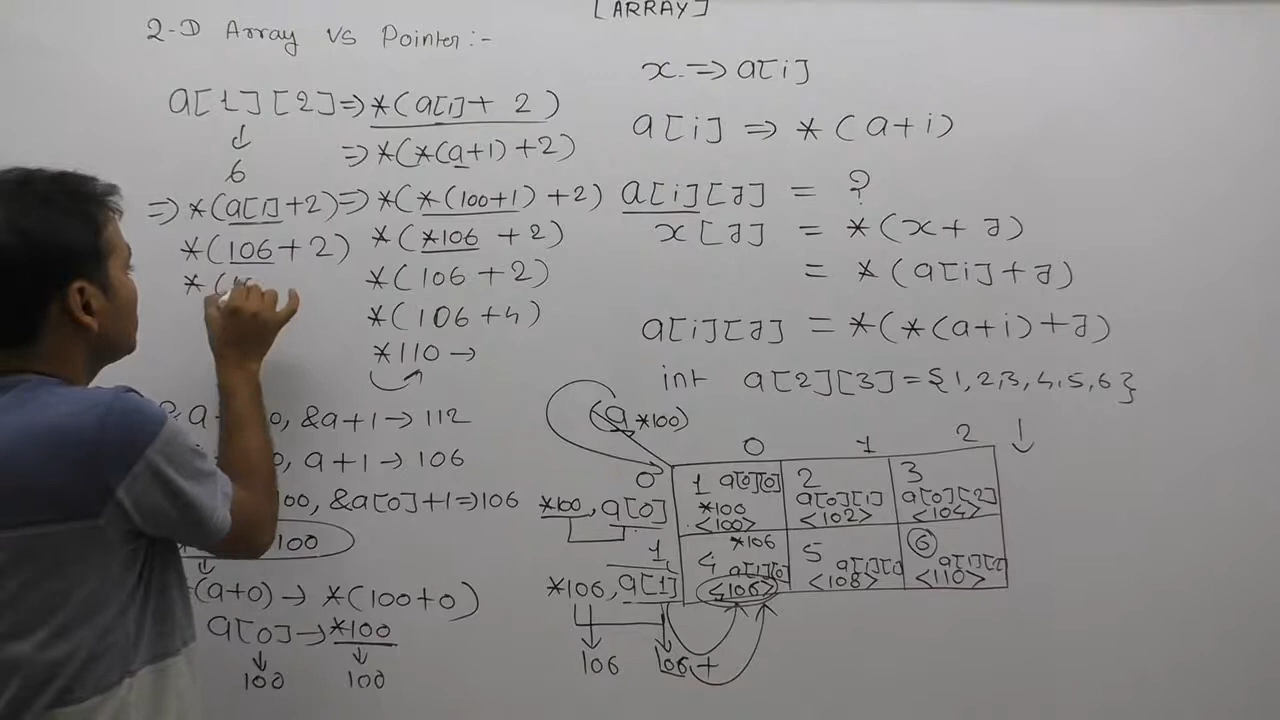 [ARRAY]
2-D Array vs Pointer:-
a[1][2] => *(a[1]+ 2)
↓
6
=> *(*(a+1)+2)
=> *(a[1]+2) => *(*(100+1)+2)
*(106+2)
*(*106 +2)
*(106+2)
*(106+4)
*110 →
&a+1→ 112
a+1→ 106
100, &a[0]+1=>106
100
(a+0) → *(100+0)
a[0] → *100
↓ ↓
100 100
x => a[i]
a[i] => *(a+i)
a[i][J] = ?
x[J] = *(x+J)
= *(a[i]+J)
a[i][J] = *(*(a+i)+J)
int a[2][3]={1,2,3,4,5,6}
(a *100)
0 1 2
0
*100, a[0]
1 a[0][0]
*100
<100>
2
a[0][1]
<102>
3
a[0][2]
<104>
1
*106, a[1]
*106
4 a[1][0]
<106>
5
<108>
6
<110>
106 106+